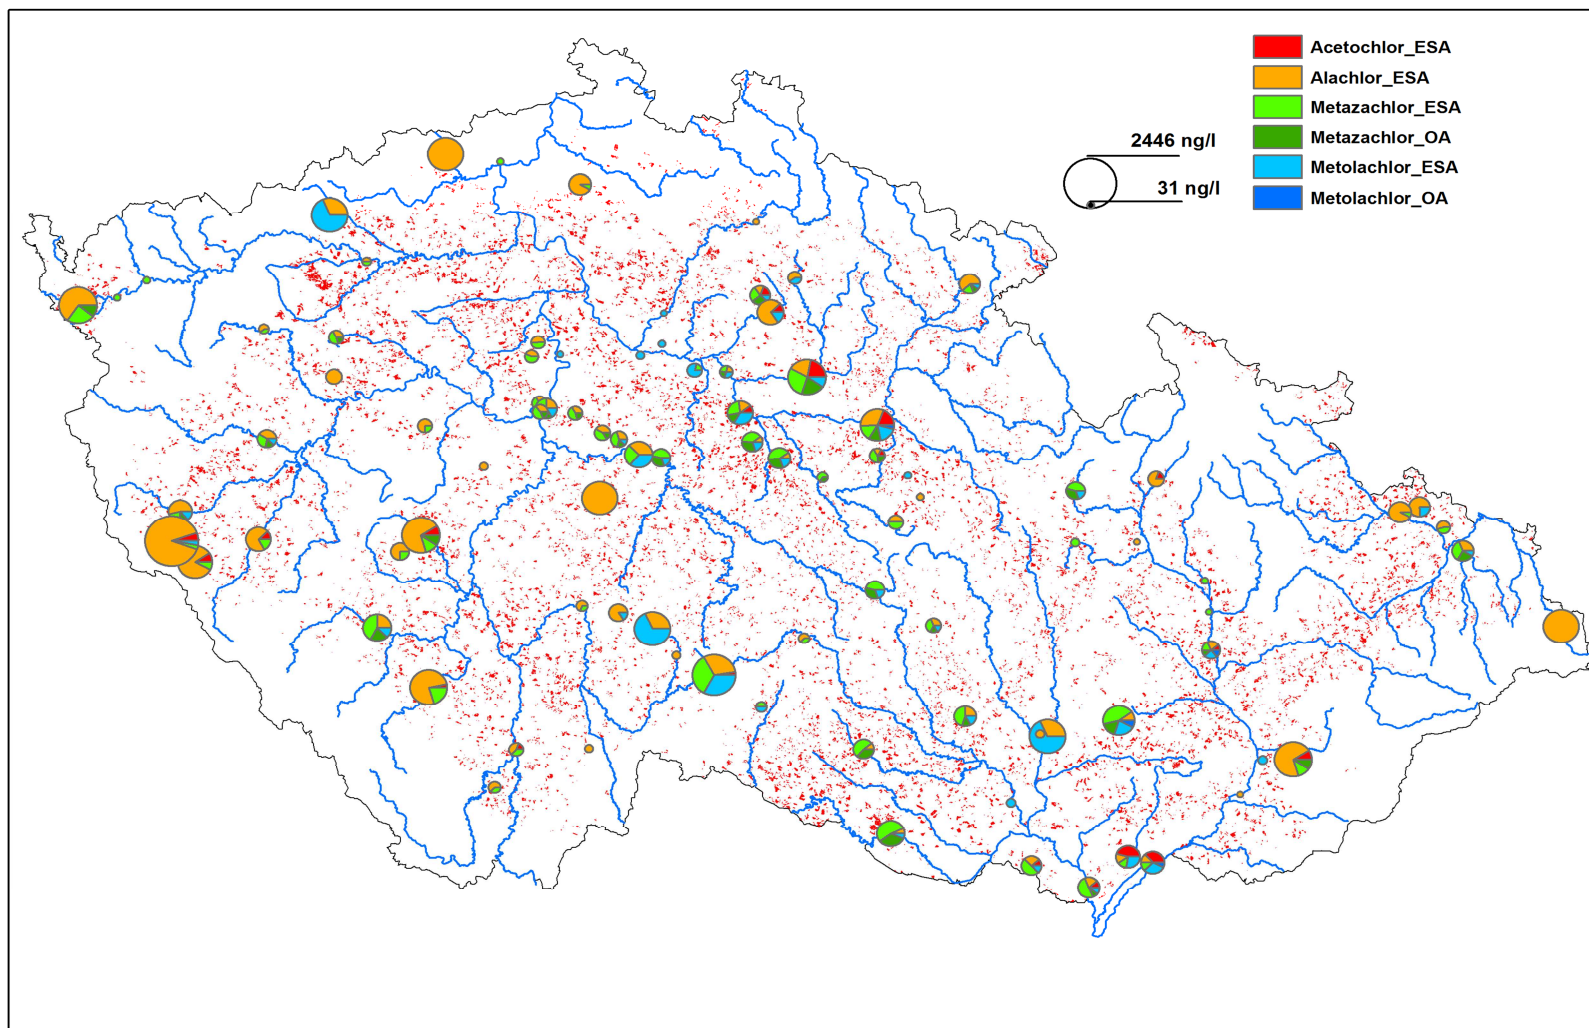 Acetochlor_ESA
Alachlor_ESA
Metazachlor_ESA
Metazachlor_OA
Metolachlor_ESA
Metolachlor_OA
2446 ng/l
31 ng/l